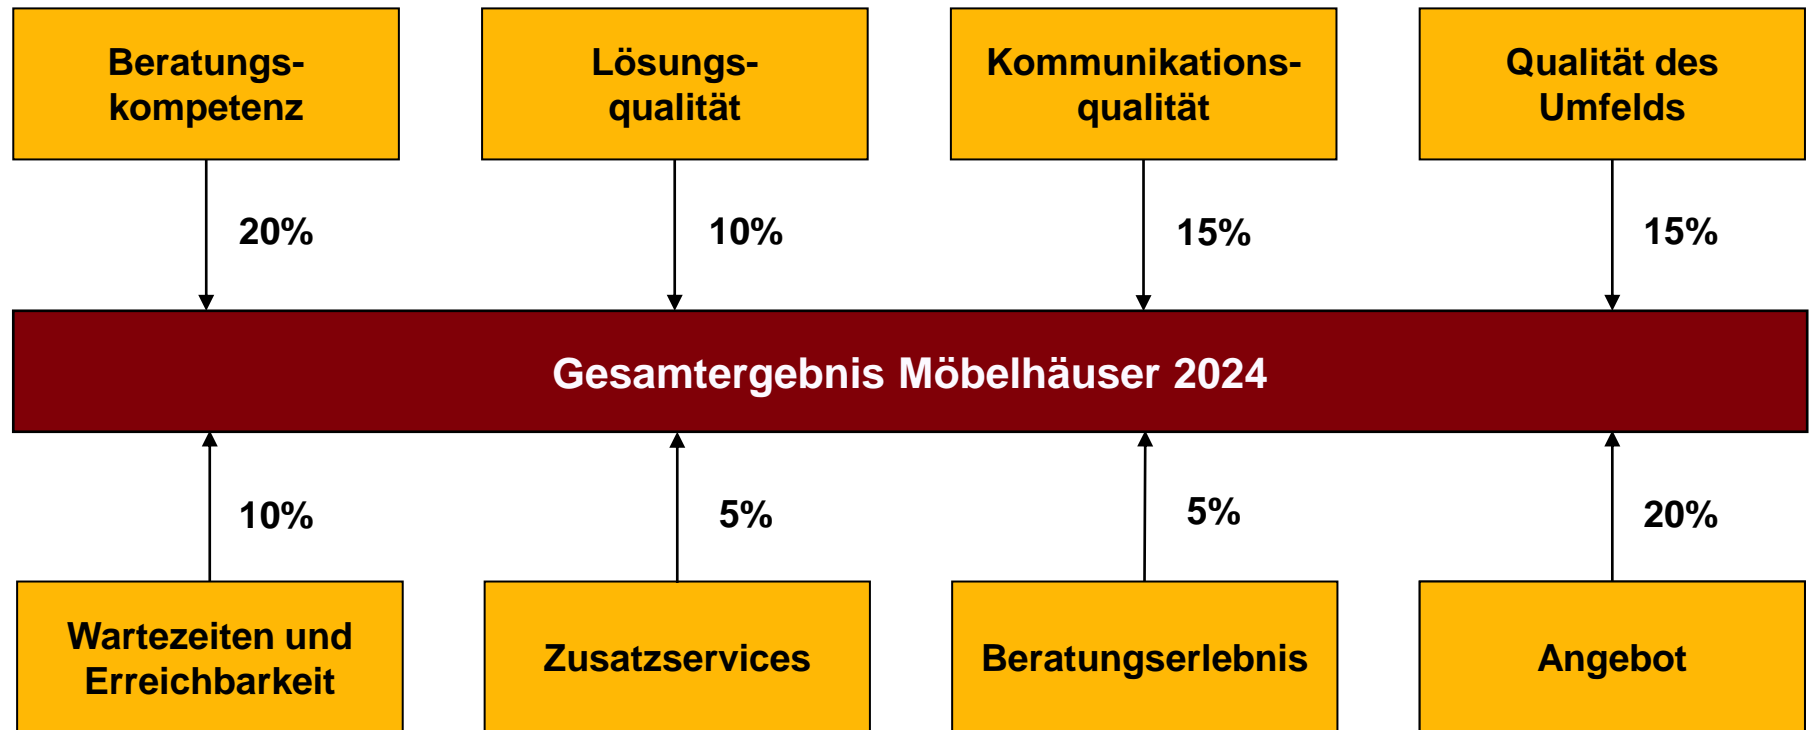 Beratungs-
kompetenz
Lösungs-
qualität
Kommunikations-
qualität
Qualität des
Umfelds
20%
10%
15%
15%
Gesamtergebnis Möbelhäuser 2024
10%
5%
5%
20%
Wartezeiten und
Erreichbarkeit
Zusatzservices
Beratungserlebnis
Angebot